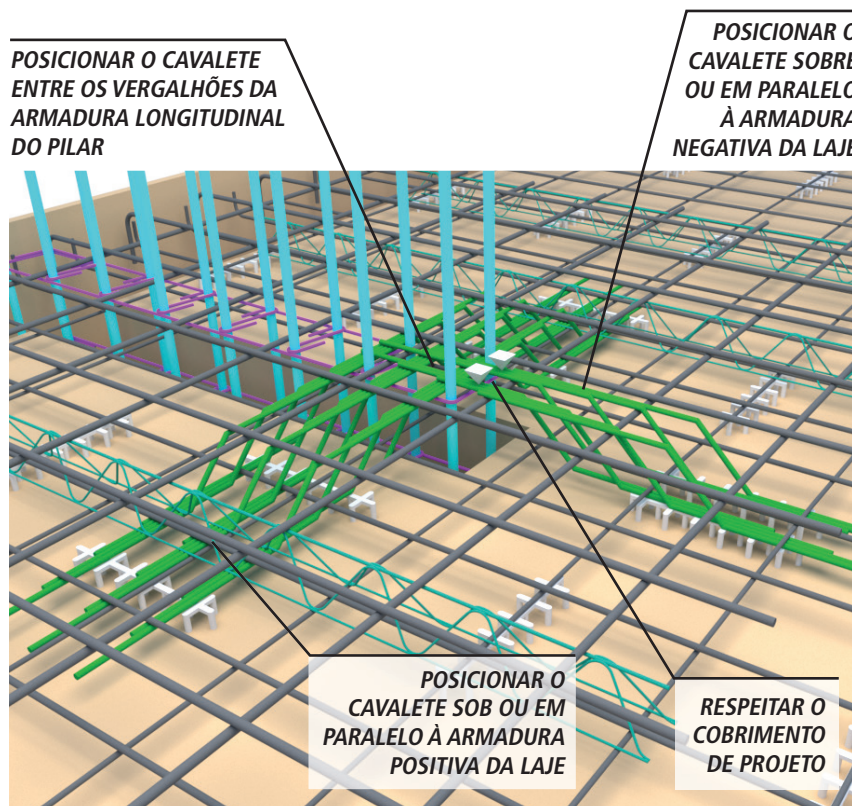 POSICIONAR O CAVALETE
ENTRE OS VERGALHÕES DA
ARMADURA LONGITUDINAL
DO PILAR
POSICIONAR O
CAVALETE SOBRE
OU EM PARALELO
À ARMADURA
NEGATIVA DA LAJE
POSICIONAR O
CAVALETE SOB OU EM
PARALELO À ARMADURA
POSITIVA DA LAJE
RESPEITAR O
COBRIMENTO
DE PROJETO